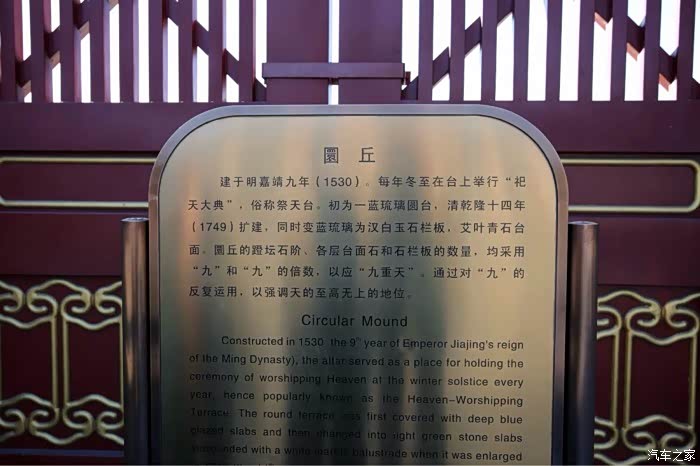 圜 丘
建于明嘉靖九年（1530）。每年冬至在台上举行“祀
天大典”，俗称祭天台。初为一蓝琉璃圆台，清乾隆十四年
（1749）扩建，同时变蓝琉璃为汉白玉石栏板，艾叶青石台
面。圜丘的蹬坛石阶、各层台面石和石栏板的数量，均采用
“九”和“九”的倍数，以应“九重天”。通过对“九”的
反复运用，以强调天的至高无上的地位。
Circular Mound
Constructed in 1530 the 9th year of Emperor Jiajing's reign
of the Ming Dynasty), the altar served as a place for holding the
ceremony of worshipping Heaven at the winter solstice every
year, hence popularly known as the Heaven-Worshipping
Terrace. The round terrace was first covered with deep blue
glazed slabs and then changed into light green stone slabs
surrounded with a white marble balustrade when it was enlarged
汽车之家